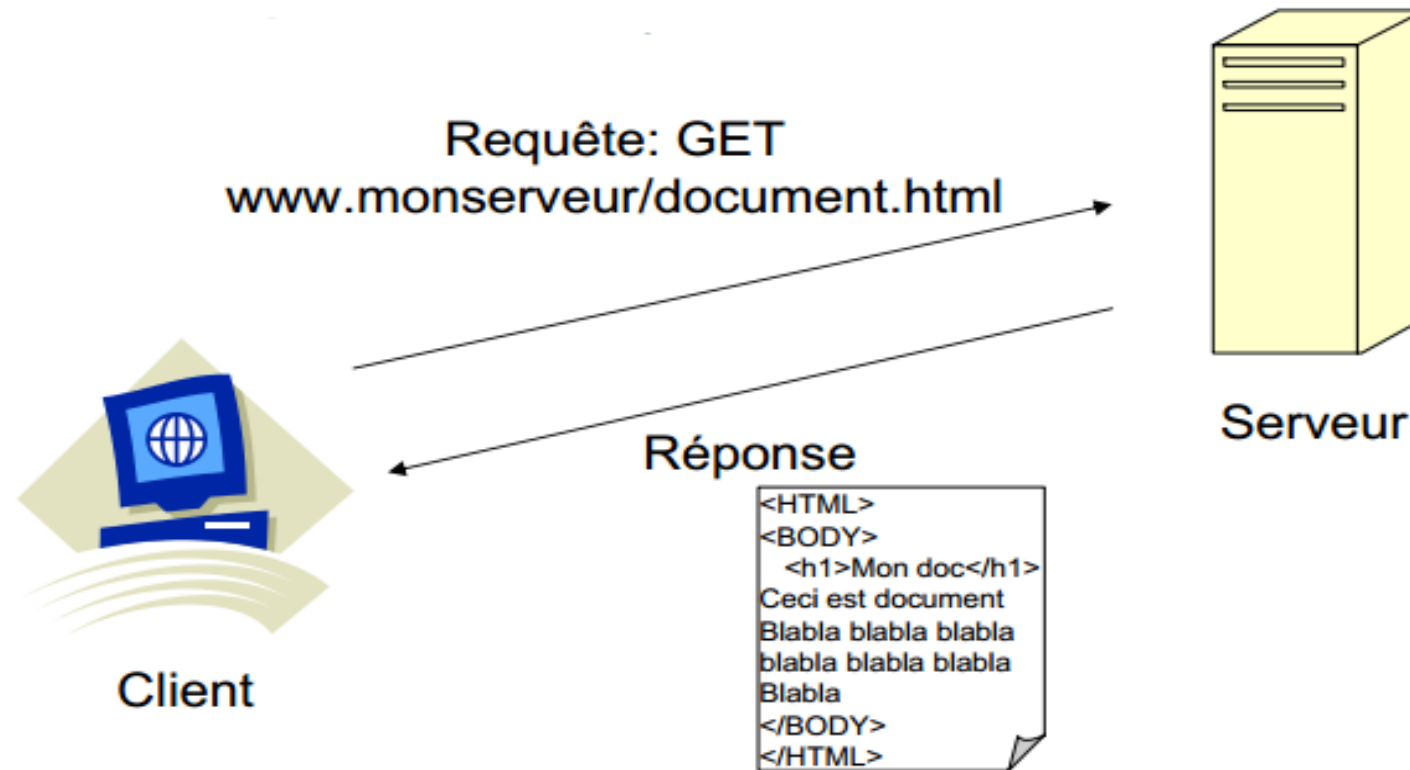 Requête: GET
www.monserveur/document.html
Serveur
Réponse
<HTML>
<BODY>
<h1>Mon doc</h1>
Ceci est document
Blabla blabla blabla
blabla blabla blabla
Blabla
</BODY>
</HTML>
Client